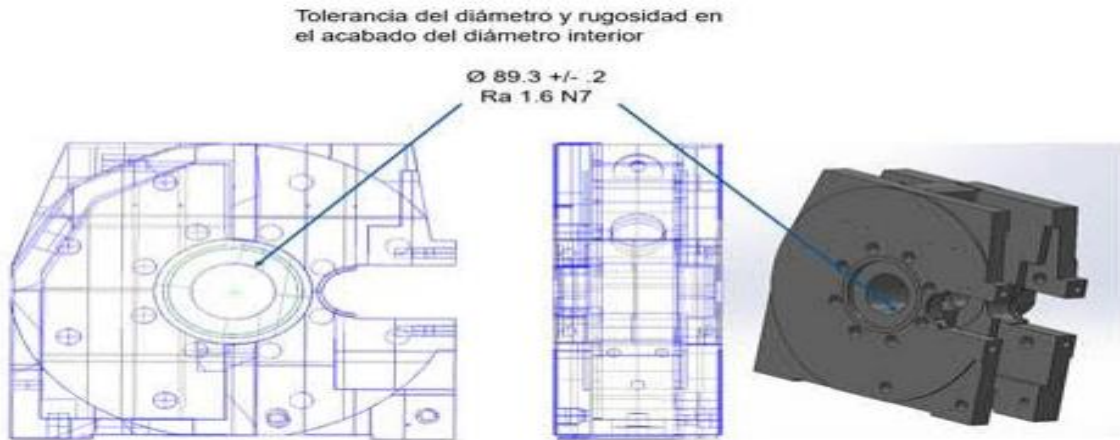 Tolerancia del diámetro y rugosidad en
el acabado del diámetro interior
Ø 89.3 +/- .2
Ra 1.6 N7